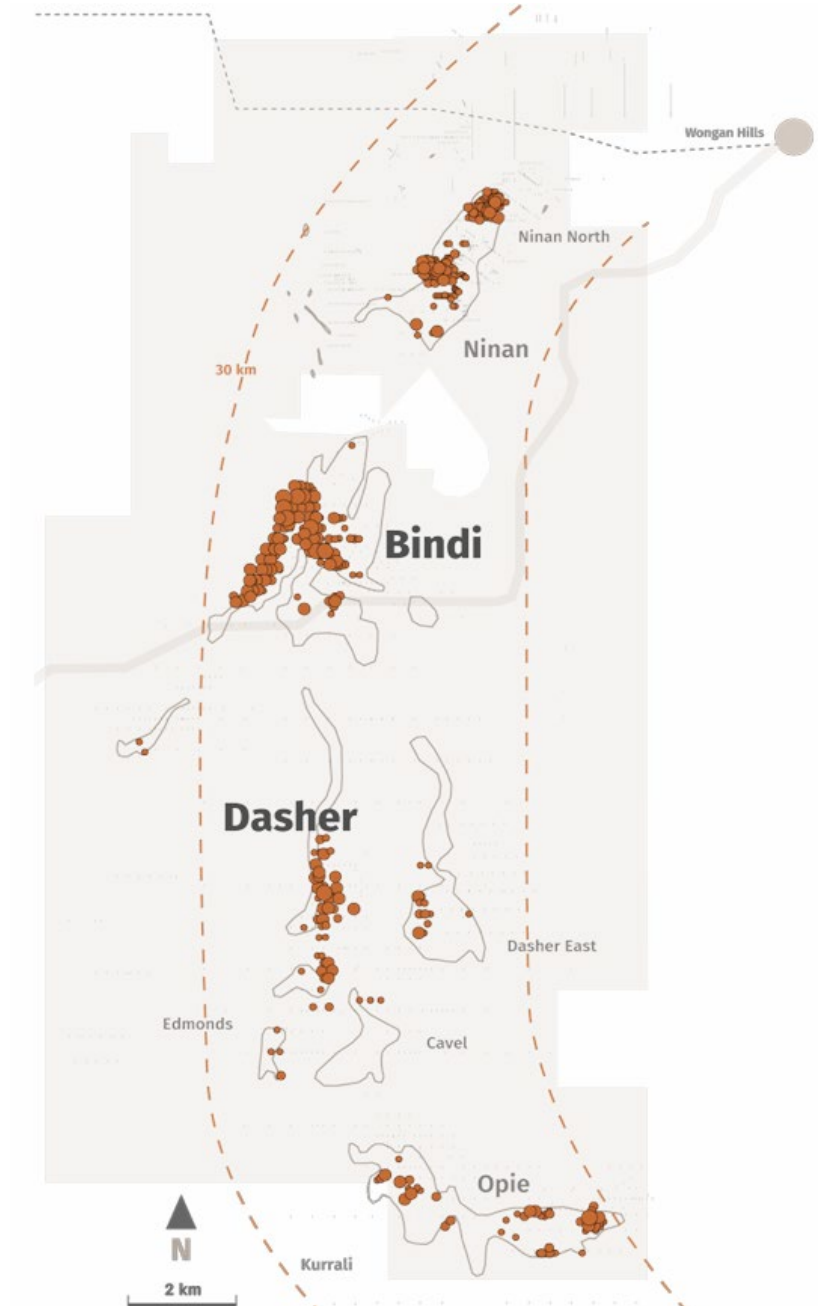 Wongan Hills
Ninan North
Ninan
30 km
Bindi
Dasher
Dasher East
Edmonds
Cavel
Opie
N
Kurrali
2 km